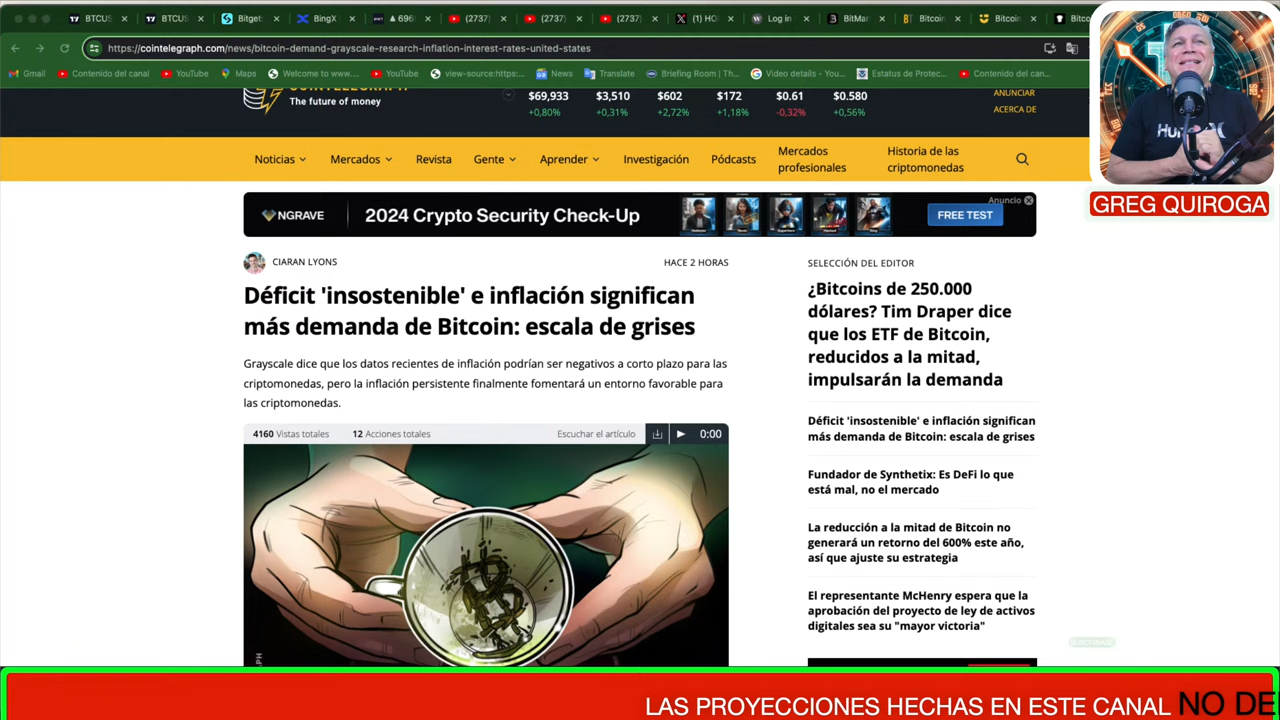 BTCUS
BTCUS
Bitget
BingX
696
(2737)
(2737)
(2737)
(1) HO
Log in
BitMar
Bitcoin
Bitcoin
Bitco
https://cointelegraph.com/news/bitcoin-demand-grayscale-research-inflation-interest-rates-united-states
Gmail
Contenido del canal
YouTube
Maps
Welcome to www....
YouTube
view-source:https:...
News
Translate
Briefing Room | Th...
Video details - You...
Estatus de Protec...
Contenido del can...
COINTELEGRAPH
The future of money
$69,933
$3,510
$602
$172
$0.61
$0.580
+0,80%
+0,31%
+2,72%
+1,18%
-0,32%
+0,56%
ANUNCIAR
ACERCA DE
Noticias
Mercados
Revista
Gente
Aprender
Investigación
Pódcasts
Mercados
profesionales
Historia de las
criptomonedas
NGRAVE
2024 Crypto Security Check-Up
Anuncio
FREE TEST
GREG QUIROGA
CIARAN LYONS
HACE 2 HORAS
Déficit 'insostenible' e inflación significan
más demanda de Bitcoin: escala de grises
Grayscale dice que los datos recientes de inflación podrían ser negativos a corto plazo para las
criptomonedas, pero la inflación persistente finalmente fomentará un entorno favorable para
las criptomonedas.
4160 Vistas totales
12 Acciones totales
Escuchar el artículo
0:00
SELECCIÓN DEL EDITOR
¿Bitcoins de 250.000
dólares? Tim Draper dice
que los ETF de Bitcoin,
reducidos a la mitad,
impulsarán la demanda
Déficit 'insostenible' e inflación significan
más demanda de Bitcoin: escala de grises
Fundador de Synthetix: Es DeFi lo que
está mal, no el mercado
La reducción a la mitad de Bitcoin no
generará un retorno del 600% este año,
así que ajuste su estrategia
El representante McHenry espera que la
aprobación del proyecto de ley de activos
digitales sea su "mayor victoria"
LAS PROYECCIONES HECHAS EN ESTE CANAL NO DE